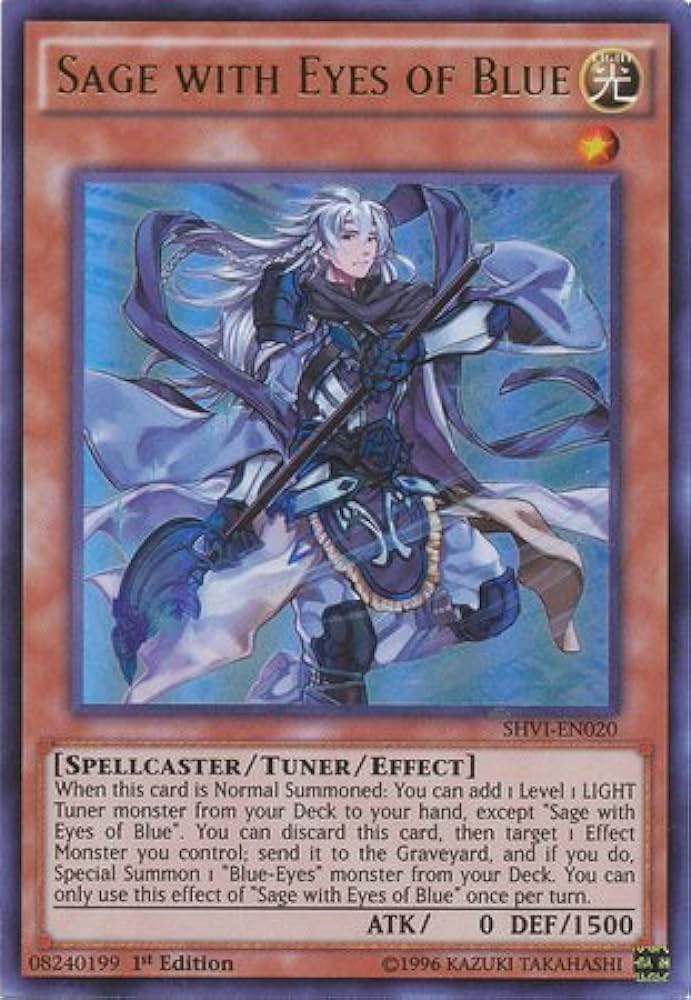 SAGE WITH EYES OF BLUE
LIGHT
光
SHVI-EN020
[SPELLCASTER/TUNER/EFFECT]
When this card is Normal Summoned: You can add 1 Level 1 LIGHT
Tuner monster from your Deck to your hand, except "Sage with
Eyes of Blue". You can discard this card, then target 1 Effect
Monster you control; send it to the Graveyard, and if you do,
Special Summon 1 "Blue-Eyes" monster from your Deck. You can
only use this effect of "Sage with Eyes of Blue" once per turn.
ATK/ 0 DEF/1500
08240199 1st Edition ©1996 KAZUKI TAKAHASHI